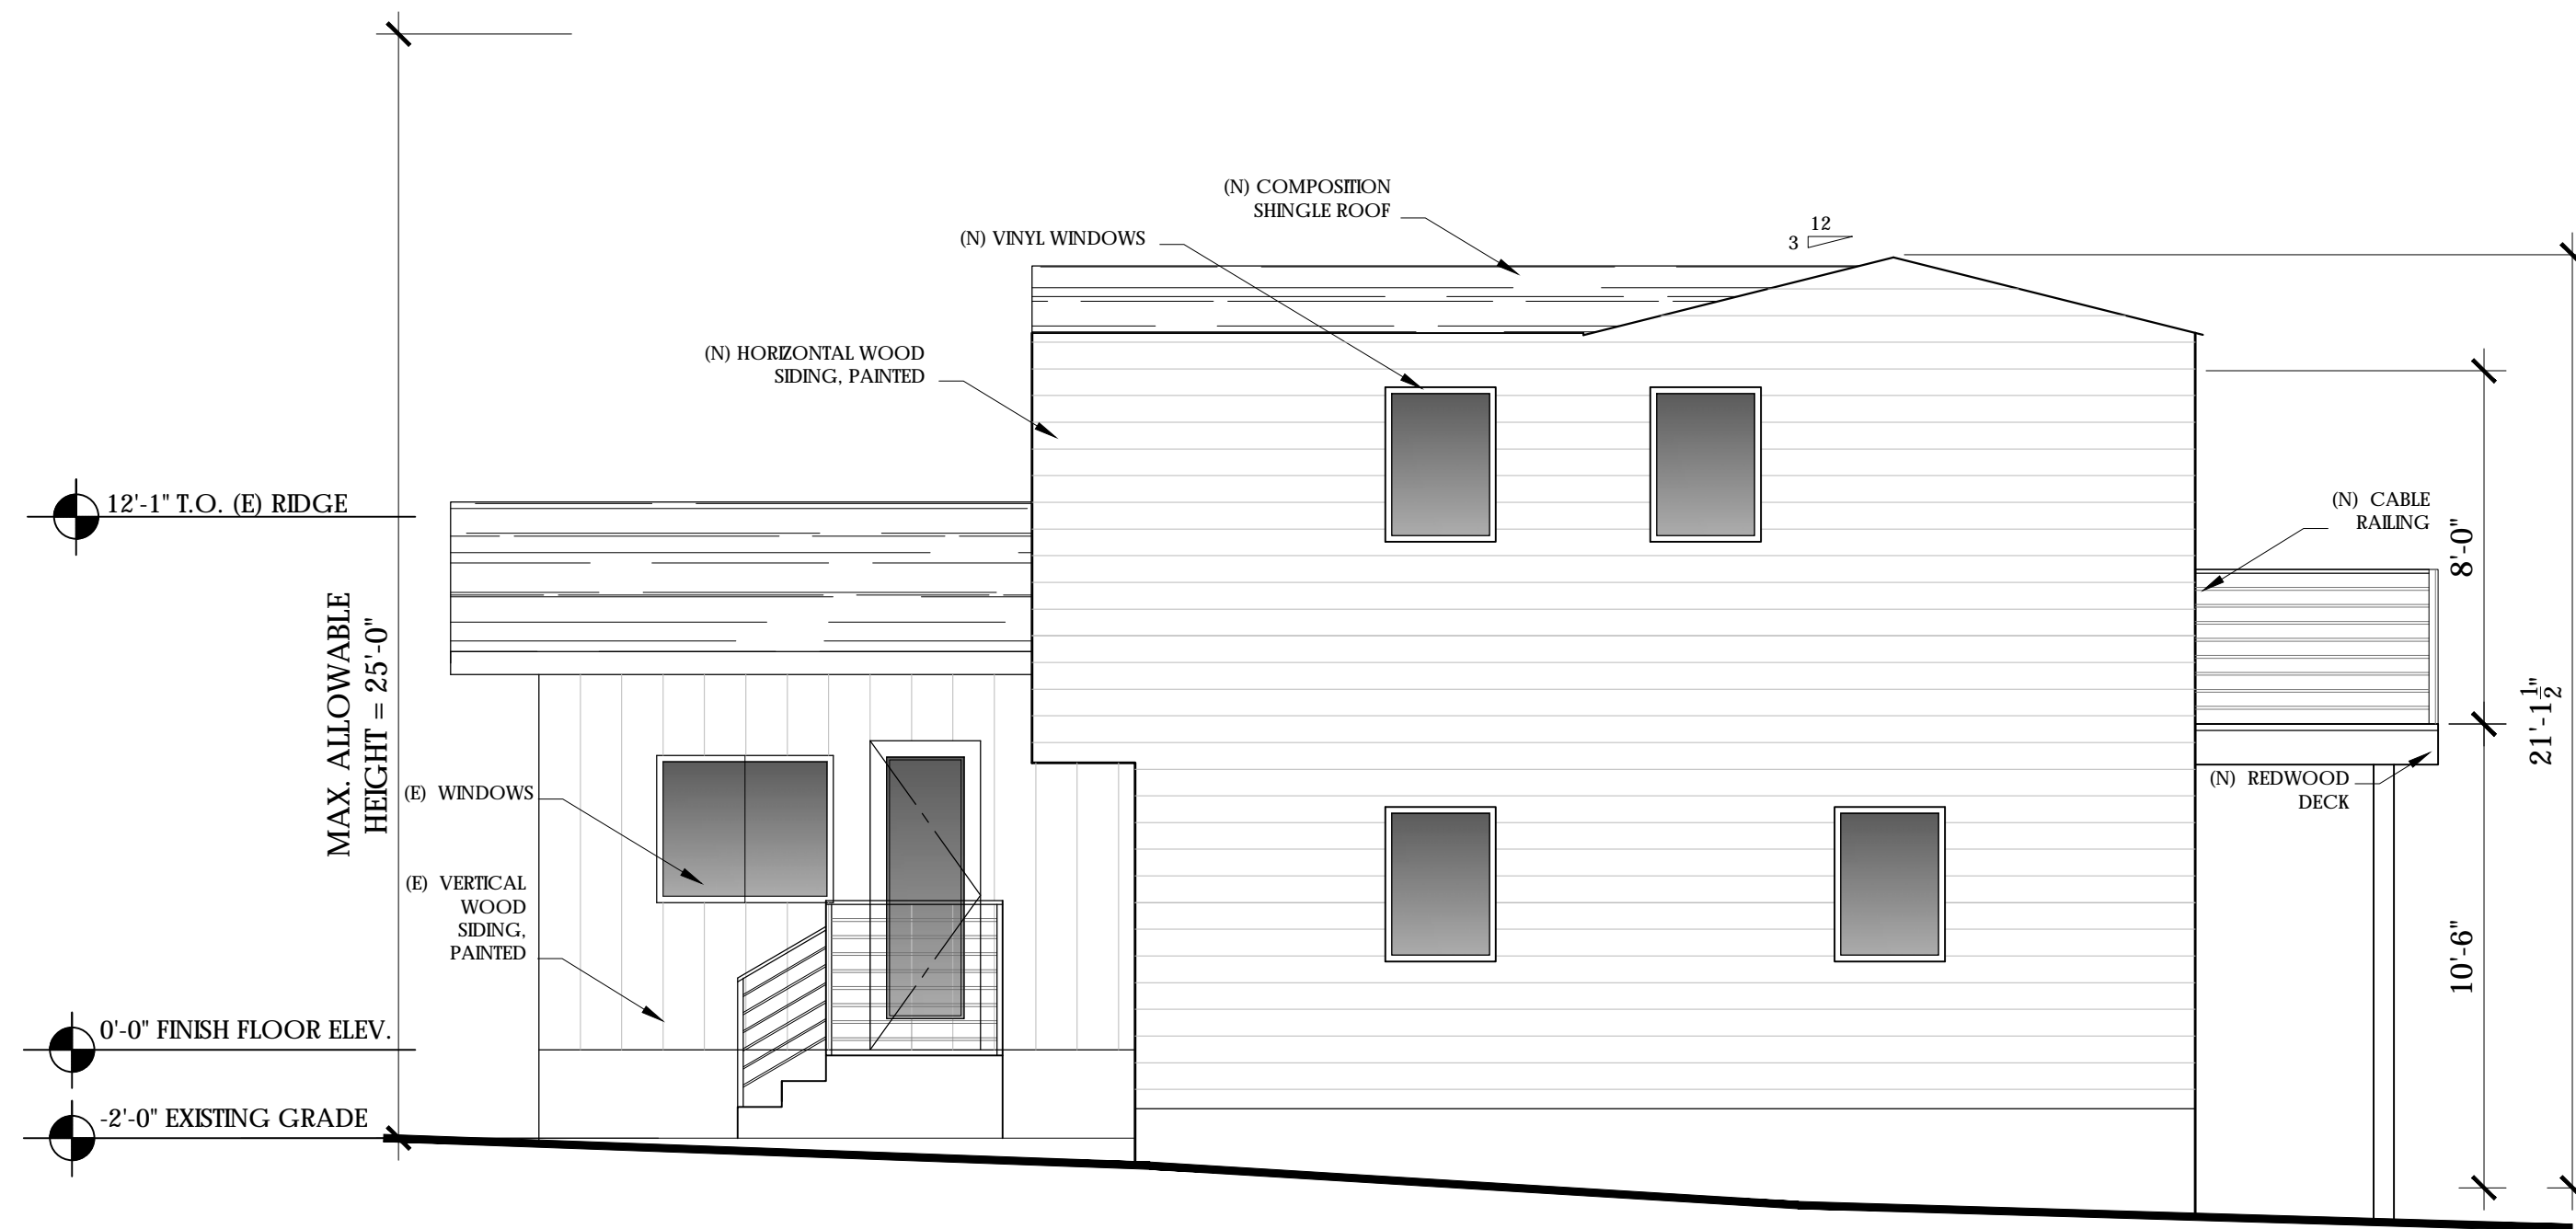 (N) COMPOSITION
SHINGLE ROOF
(N) VINYL WINDOWS
12
3
(N) HORIZONTAL WOOD
SIDING, PAINTED
12'-1" T.O. (E) RIDGE
(N) CABLE
RAILING
8'-0"
MAX. ALLOWABLE
HEIGHT = 25'-0"
21'-1 1/2"
(N) REDWOOD
DECK
(E) WINDOWS
(E) VERTICAL
WOOD
SIDING,
PAINTED
10'-6"
0'-0" FINISH FLOOR ELEV.
-2'-0" EXISTING GRADE